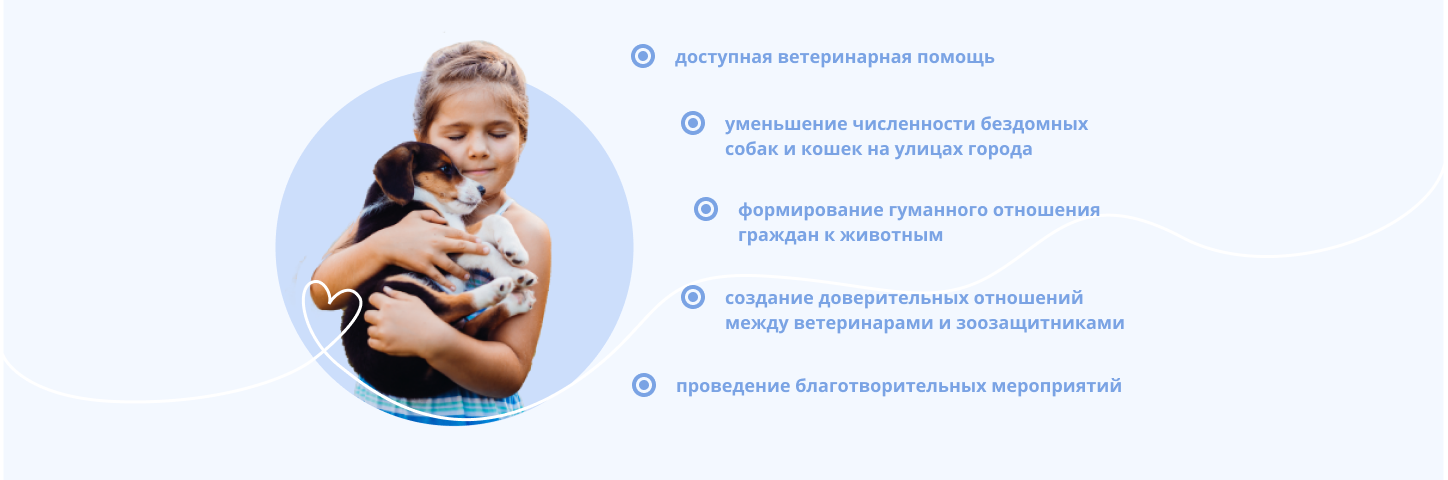 доступная ветеринарная помощь
уменьшение численности бездомных
собак и кошек на улицах города
формирование гуманного отношения
граждан к животным
создание доверительных отношений
между ветеринарами и зоозащитниками
проведение благотворительных мероприятий